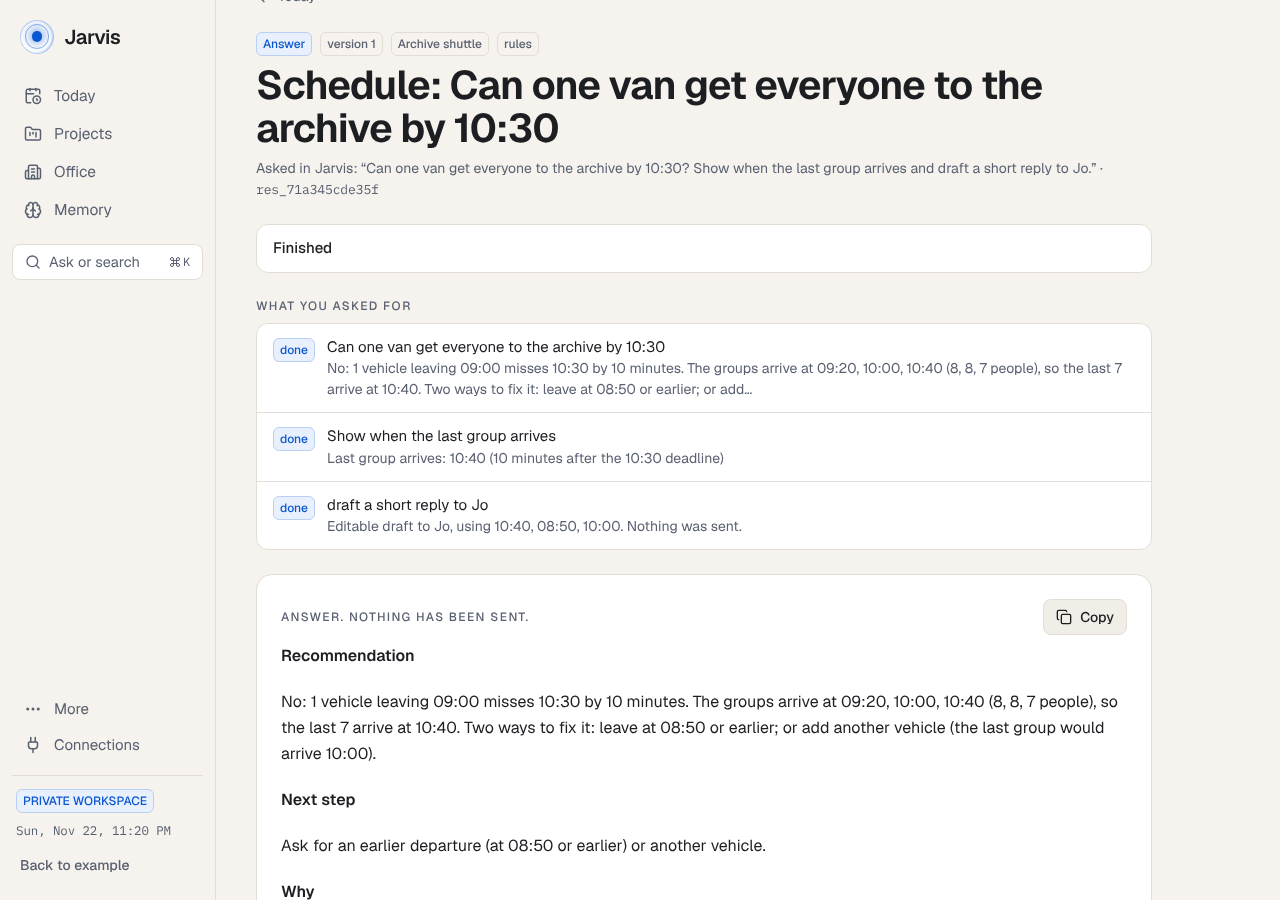 Jarvis
Today
Projects
Office
Memory
Ask or search ⌘ K
More
Connections
PRIVATE WORKSPACE
Sun, Nov 22, 11:20 PM
Back to example
Today
Answer
version 1
Archive shuttle
rules
Schedule: Can one van get everyone to the
archive by 10:30
Asked in Jarvis: “Can one van get everyone to the archive by 10:30? Show when the last group arrives and draft a short reply to Jo.” ·
res_71a345cde35f
Finished
WHAT YOU ASKED FOR
done
Can one van get everyone to the archive by 10:30
No: 1 vehicle leaving 09:00 misses 10:30 by 10 minutes. The groups arrive at 09:20, 10:00, 10:40 (8, 8, 7 people), so the last 7
arrive at 10:40. Two ways to fix it: leave at 08:50 or earlier; or add…
done
Show when the last group arrives
Last group arrives: 10:40 (10 minutes after the 10:30 deadline)
done
draft a short reply to Jo
Editable draft to Jo, using 10:40, 08:50, 10:00. Nothing was sent.
ANSWER. NOTHING HAS BEEN SENT.
Copy
Recommendation
No: 1 vehicle leaving 09:00 misses 10:30 by 10 minutes. The groups arrive at 09:20, 10:00, 10:40 (8, 8, 7 people), so
the last 7 arrive at 10:40. Two ways to fix it: leave at 08:50 or earlier; or add another vehicle (the last group would
arrive 10:00).
Next step
Ask for an earlier departure (at 08:50 or earlier) or another vehicle.
Why